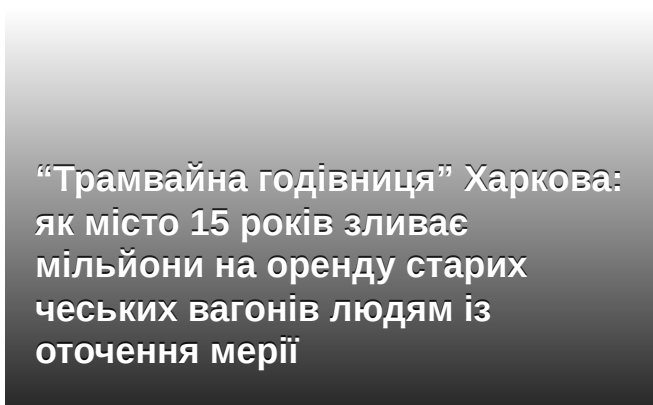 “Трамвайна годівниця” Харкова:
як місто 15 років зливає
мільйони на оренду старих
чеських вагонів людям із
оточення мерії